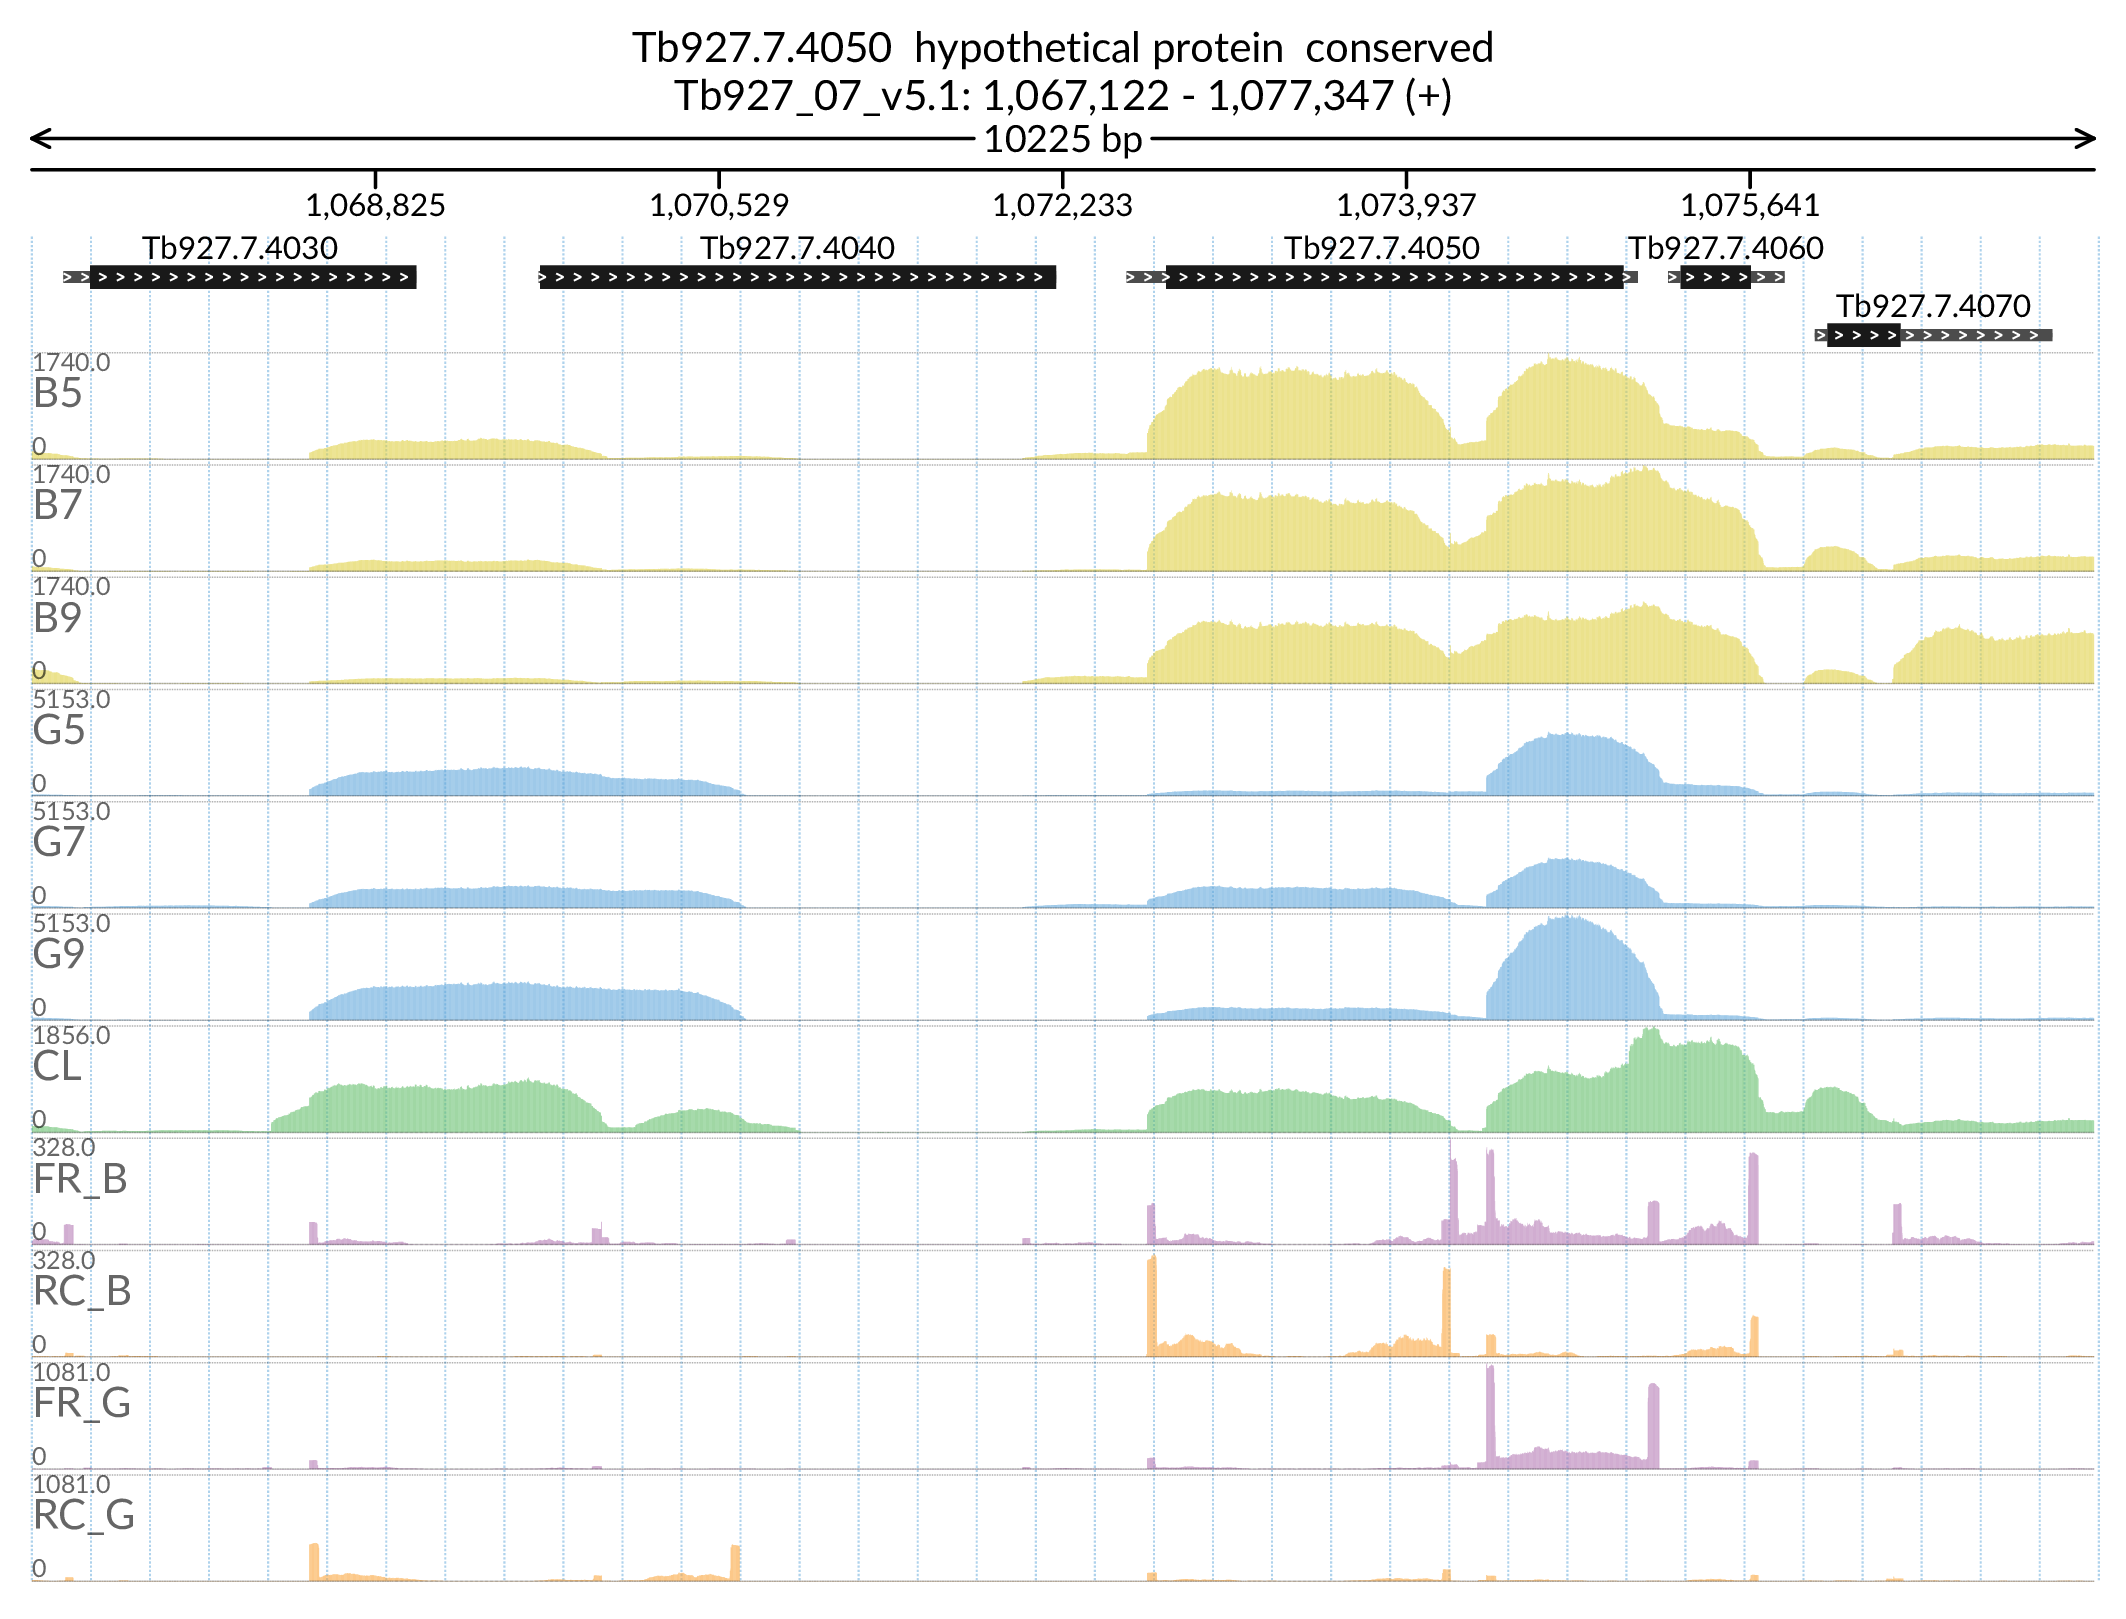 Tb927.7.4050  hypothetical protein  conserved
Tb927_07_v5.1: 1,067,122 - 1,077,347 (+)
10225 bp
1,068,825 1,070,529 1,072,233 1,073,937 1,075,641
Tb927.7.4030 Tb927.7.4040 Tb927.7.4050 Tb927.7.4060
Tb927.7.4070
1740.0
B5
0
1740.0
B7
0
1740.0
B9
0
5153.0
G5
0
5153.0
G7
0
5153.0
G9
0
1856.0
CL
0
328.0
FR_B
0
328.0
RC_B
0
1081.0
FR_G
0
1081.0
RC_G
0